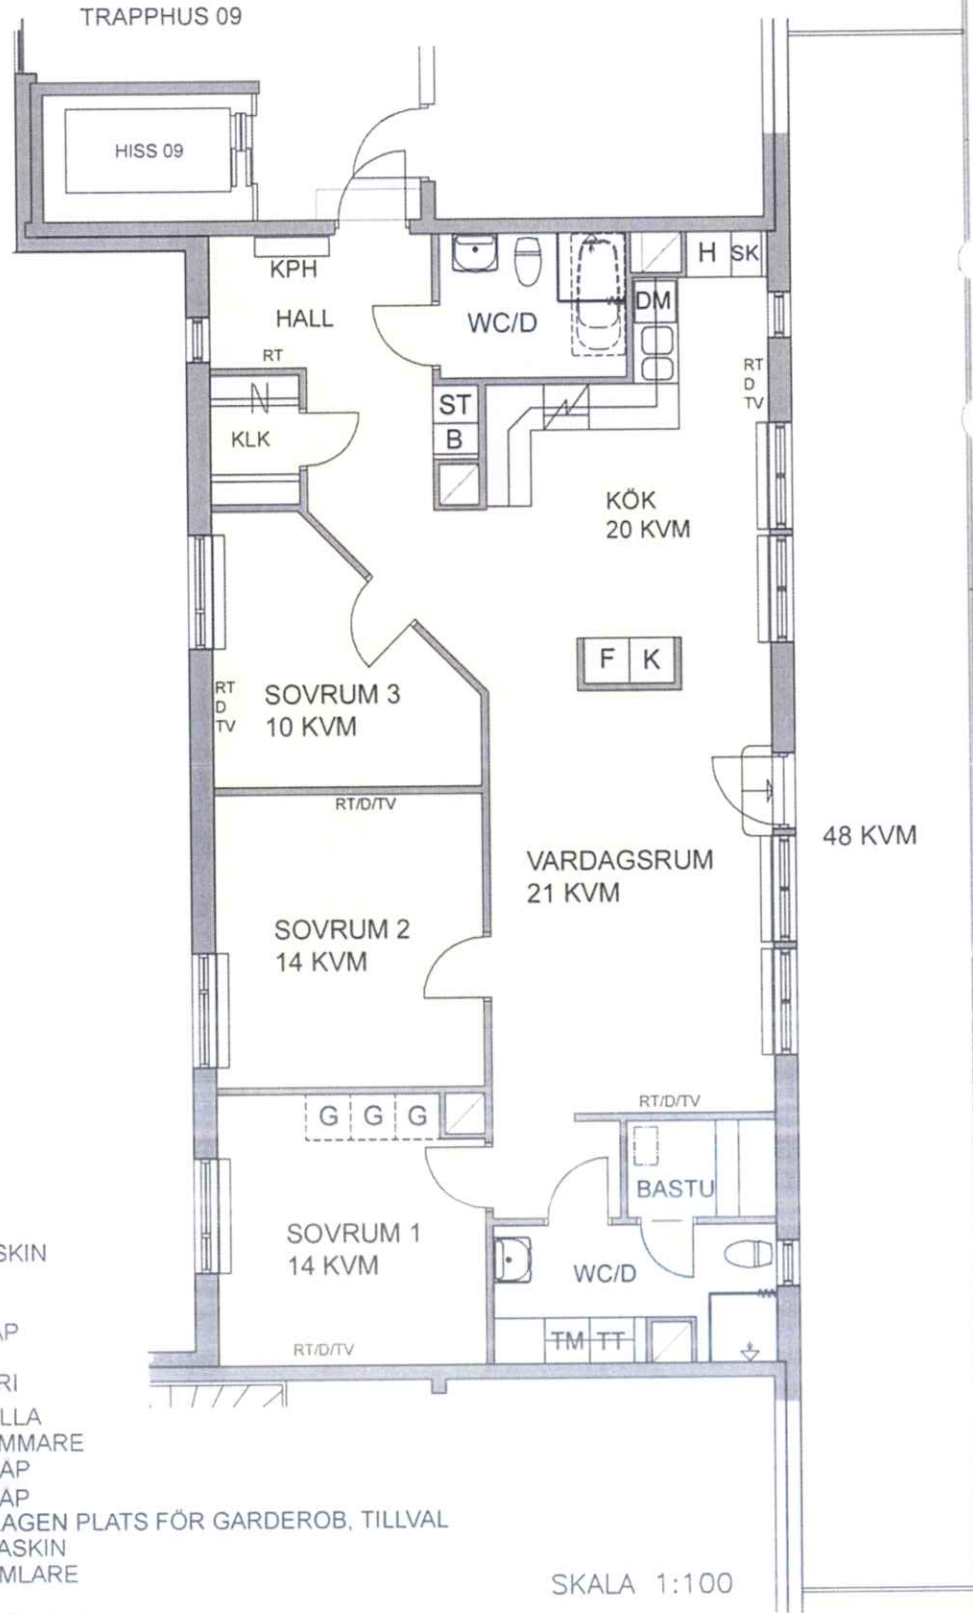 TRAPPHUS 09
HISS 09
KPH
HALL
RT
WC/D
H
SK
DM
RT
D
TV
N
KLK
ST
B
KÖK
20 KVM
F
K
SOVRUM 3
10 KVM
RT
D
TV
RT/D/TV
VARDAGSRUM
21 KVM
48 KVM
SOVRUM 2
14 KVM
RT/D/TV
G
G
G
BASTU
SOVRUM 1
14 KVM
WC/D
TM
TT
RT/D/TV
SKIN
AP
RI
LLA
MMARE
ÅP
ÅP
AGEN PLATS FÖR GARDEROB, TILLVAL
ASKIN
MLARE
SKALA 1:100